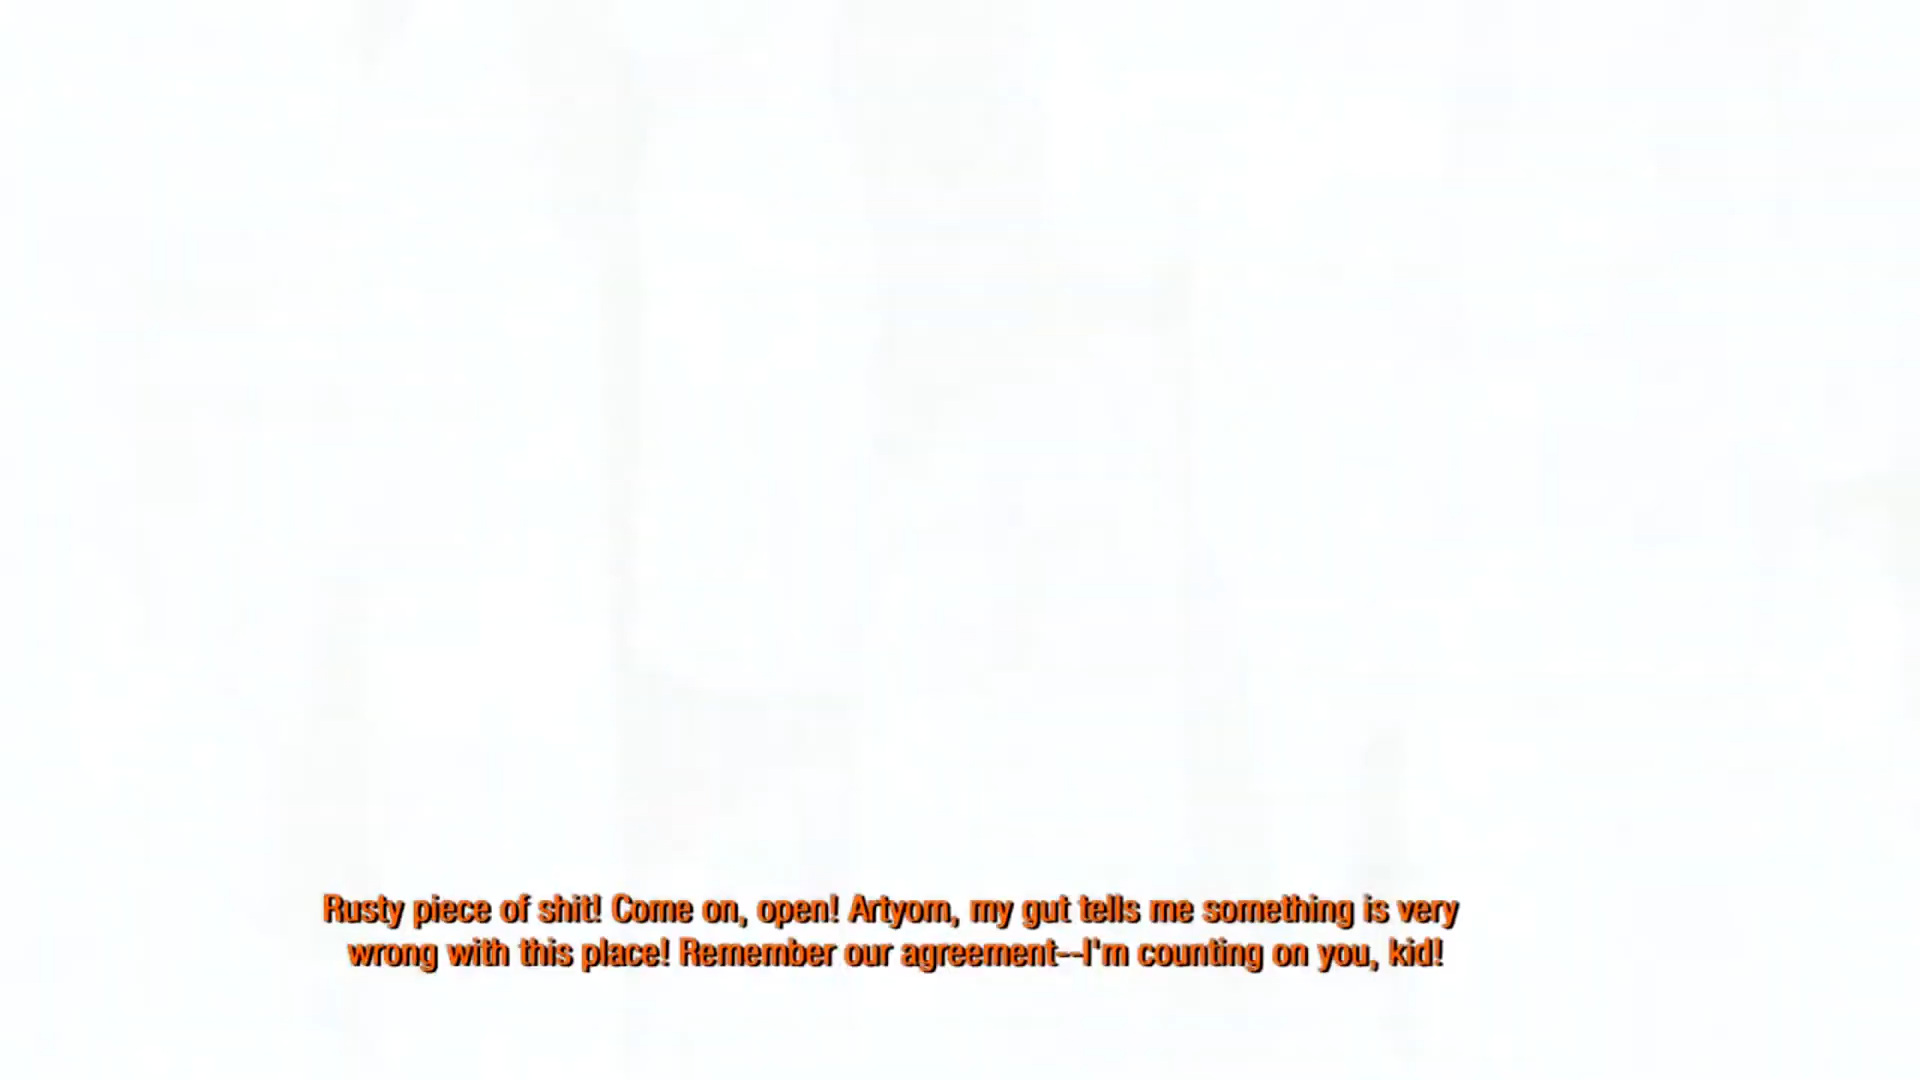 Rusty piece of shit! Come on, open! Artyom, my gut tells me something is very
wrong with this place! Remember our agreement--I'm counting on you, kid!